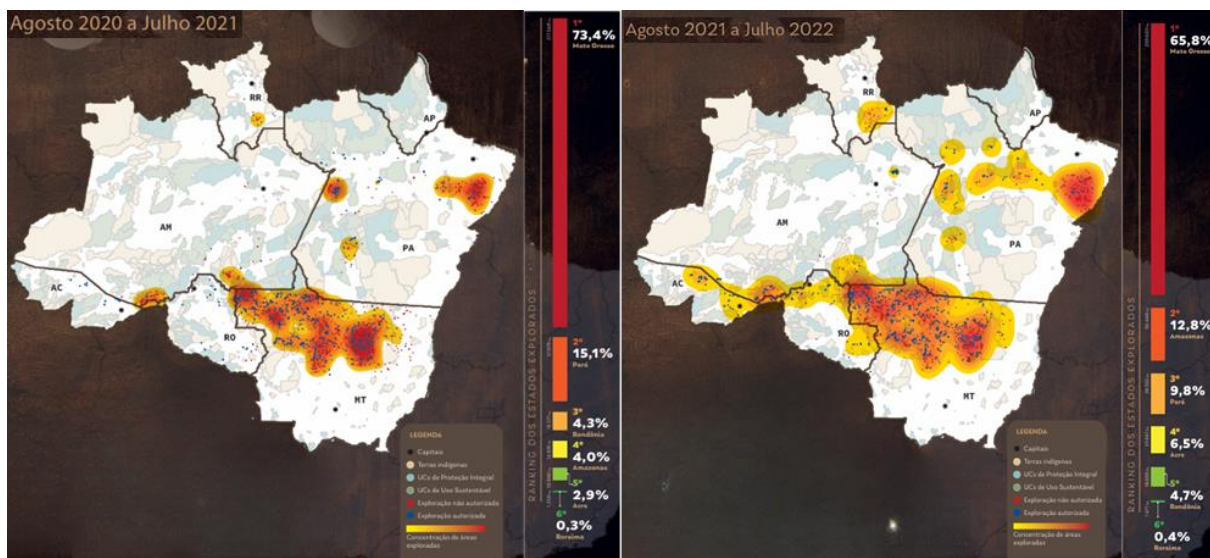 Agosto 2020 a Julho 2021
RR
AP
AM
PA
AC
RO
MT
LEGENDA
Capitais
Terras indígenas
UCs de Proteção Integral
UCs de Uso Sustentável
Exploração não autorizada
Exploração autorizada
Concentração de áreas
exploradas
RANKING DOS ESTADOS EXPLORADOS
1º
73,4%
Mato Grosso
2º
15,1%
Pará
3º
4,3%
Rondônia
4º
4,0%
Amazonas
5º
2,9%
Acre
6º
0,3%
Roraima
Agosto 2021 a Julho 2022
RR
AP
AM
PA
AC
RO
MT
LEGENDA
Capitais
Terras indígenas
UCs de Proteção Integral
UCs de Uso Sustentável
Exploração não autorizada
Exploração autorizada
Concentração de áreas
exploradas
RANKING DOS ESTADOS EXPLORADOS
1º
65,8%
Mato Grosso
2º
12,8%
Amazonas
3º
9,8%
Pará
4º
6,5%
Acre
5º
4,7%
Rondônia
6º
0,4%
Roraima